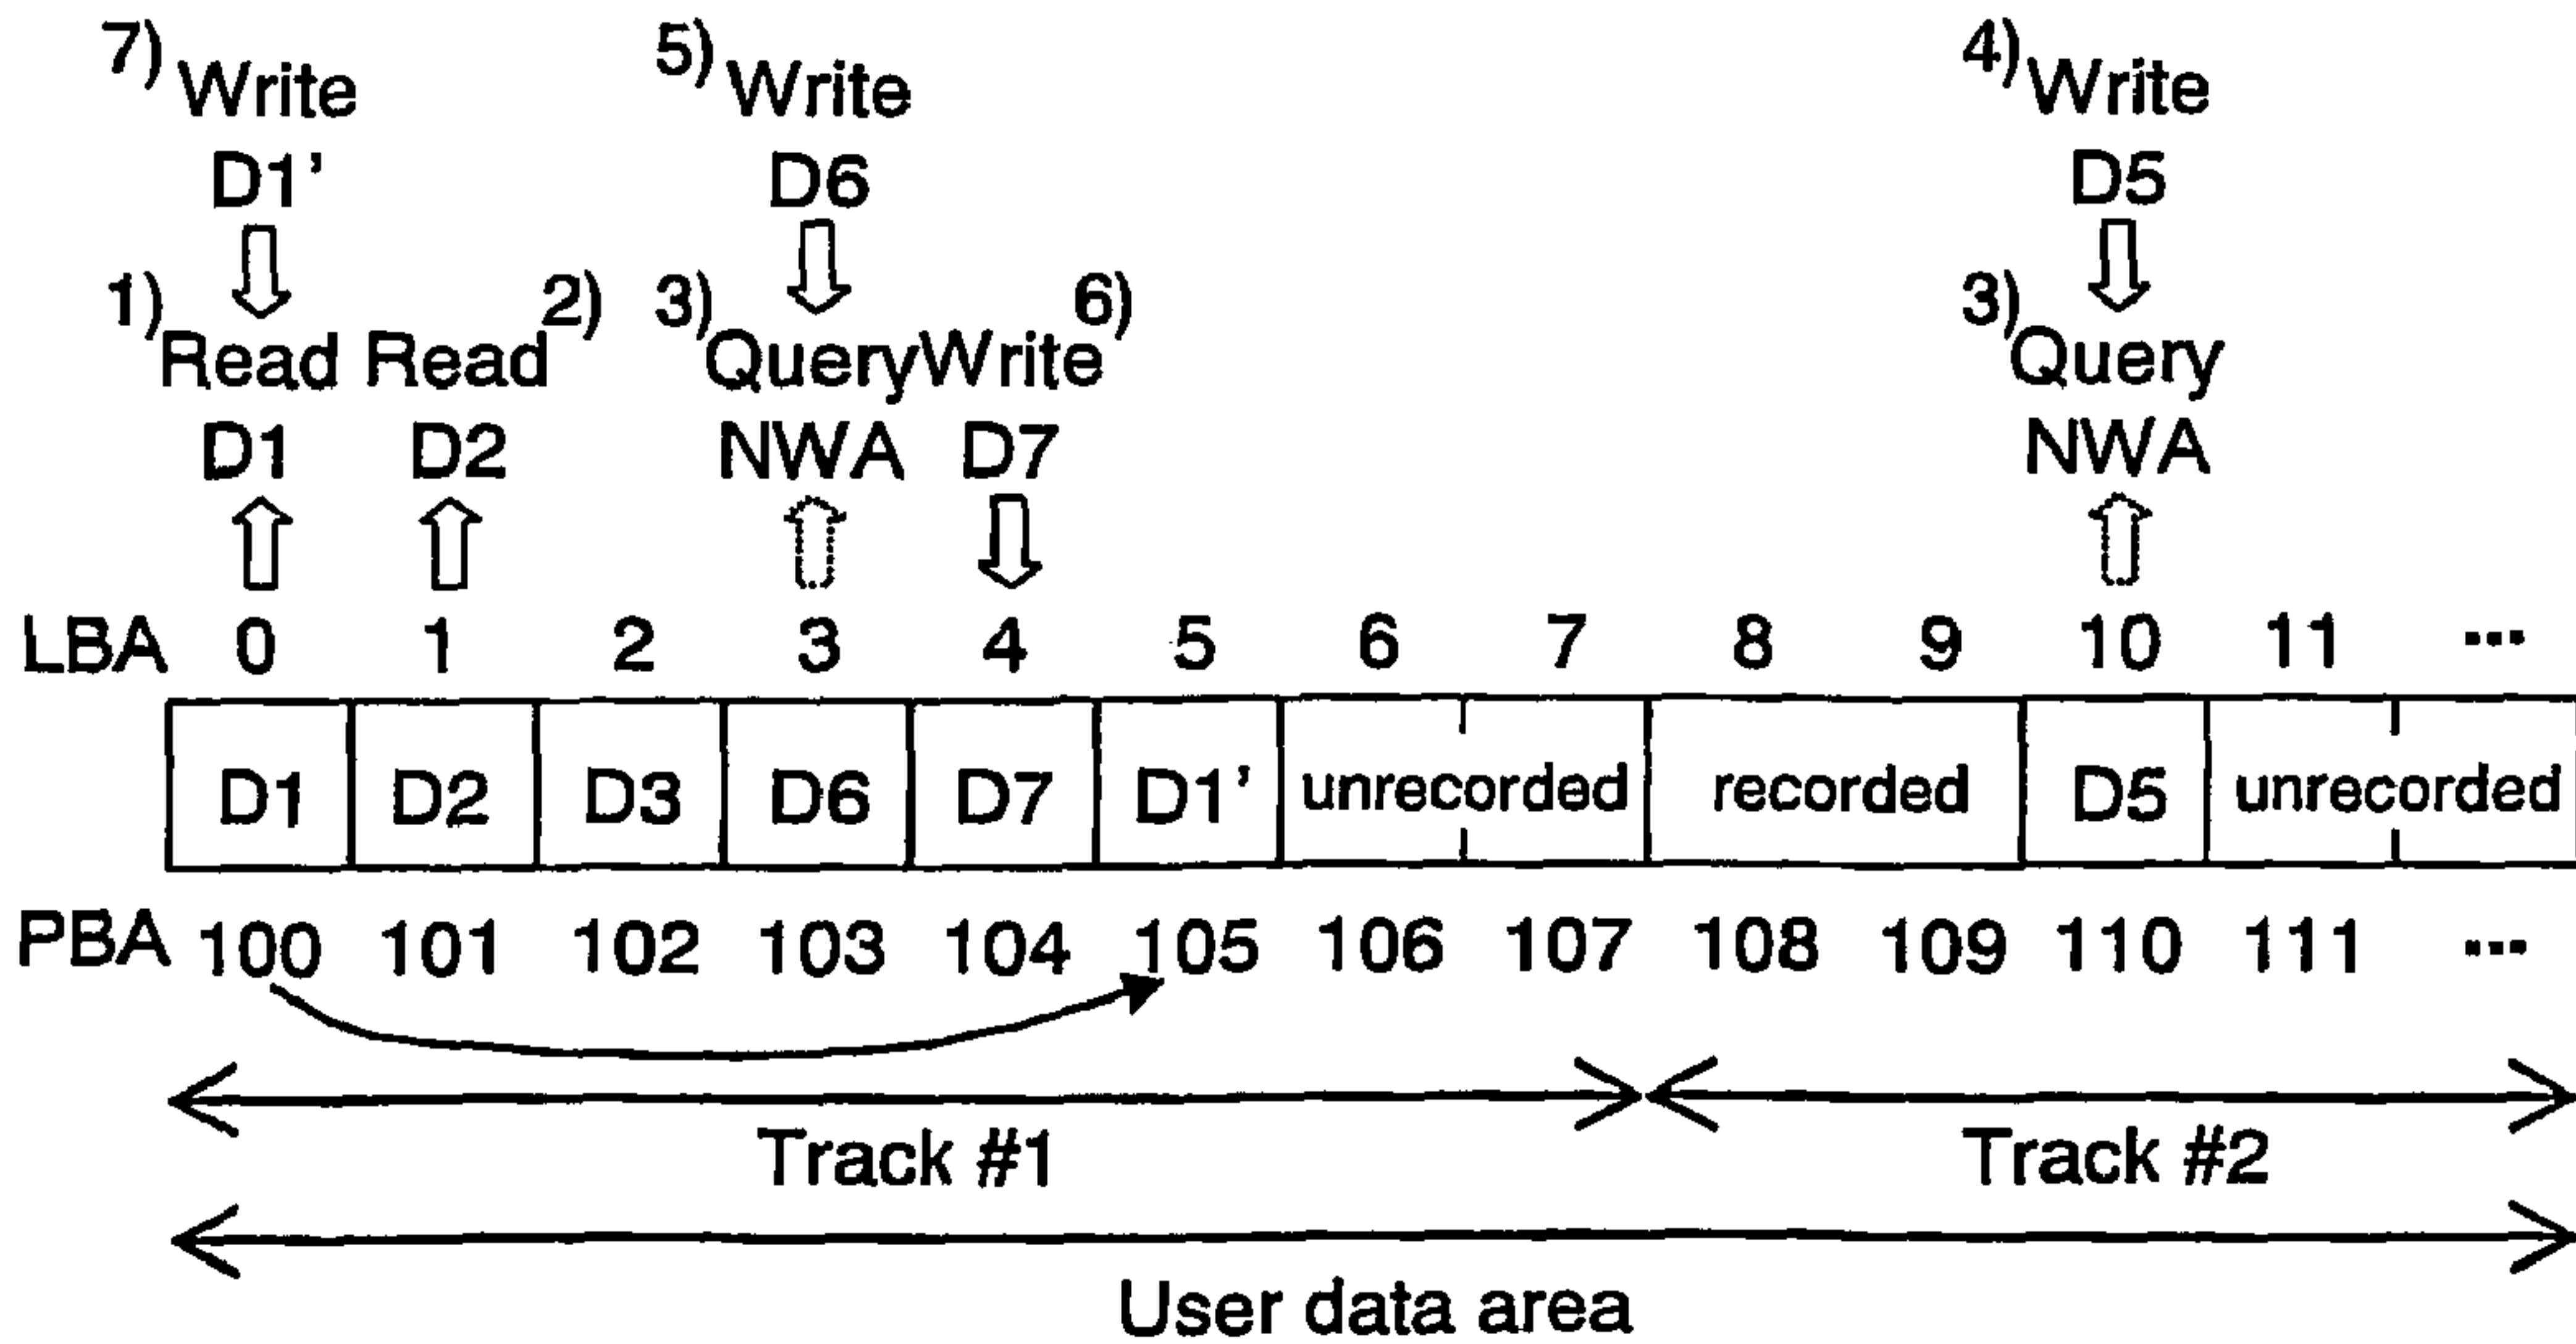 7) Write 5) Write 4) Write
D1’ D6 D5
1) Read Read 2) 3) Query Write 6) 3) Query
D1 D2 NWA D7 NWA
LBA 0 1 2 3 4 5 6 7 8 9 10 11 ...
D1 D2 D3 D6 D7 D1’ unrecorded recorded D5 unrecorded
PBA 100 101 102 103 104 105 106 107 108 109 110 111 ...
Track #1 Track #2
User data area